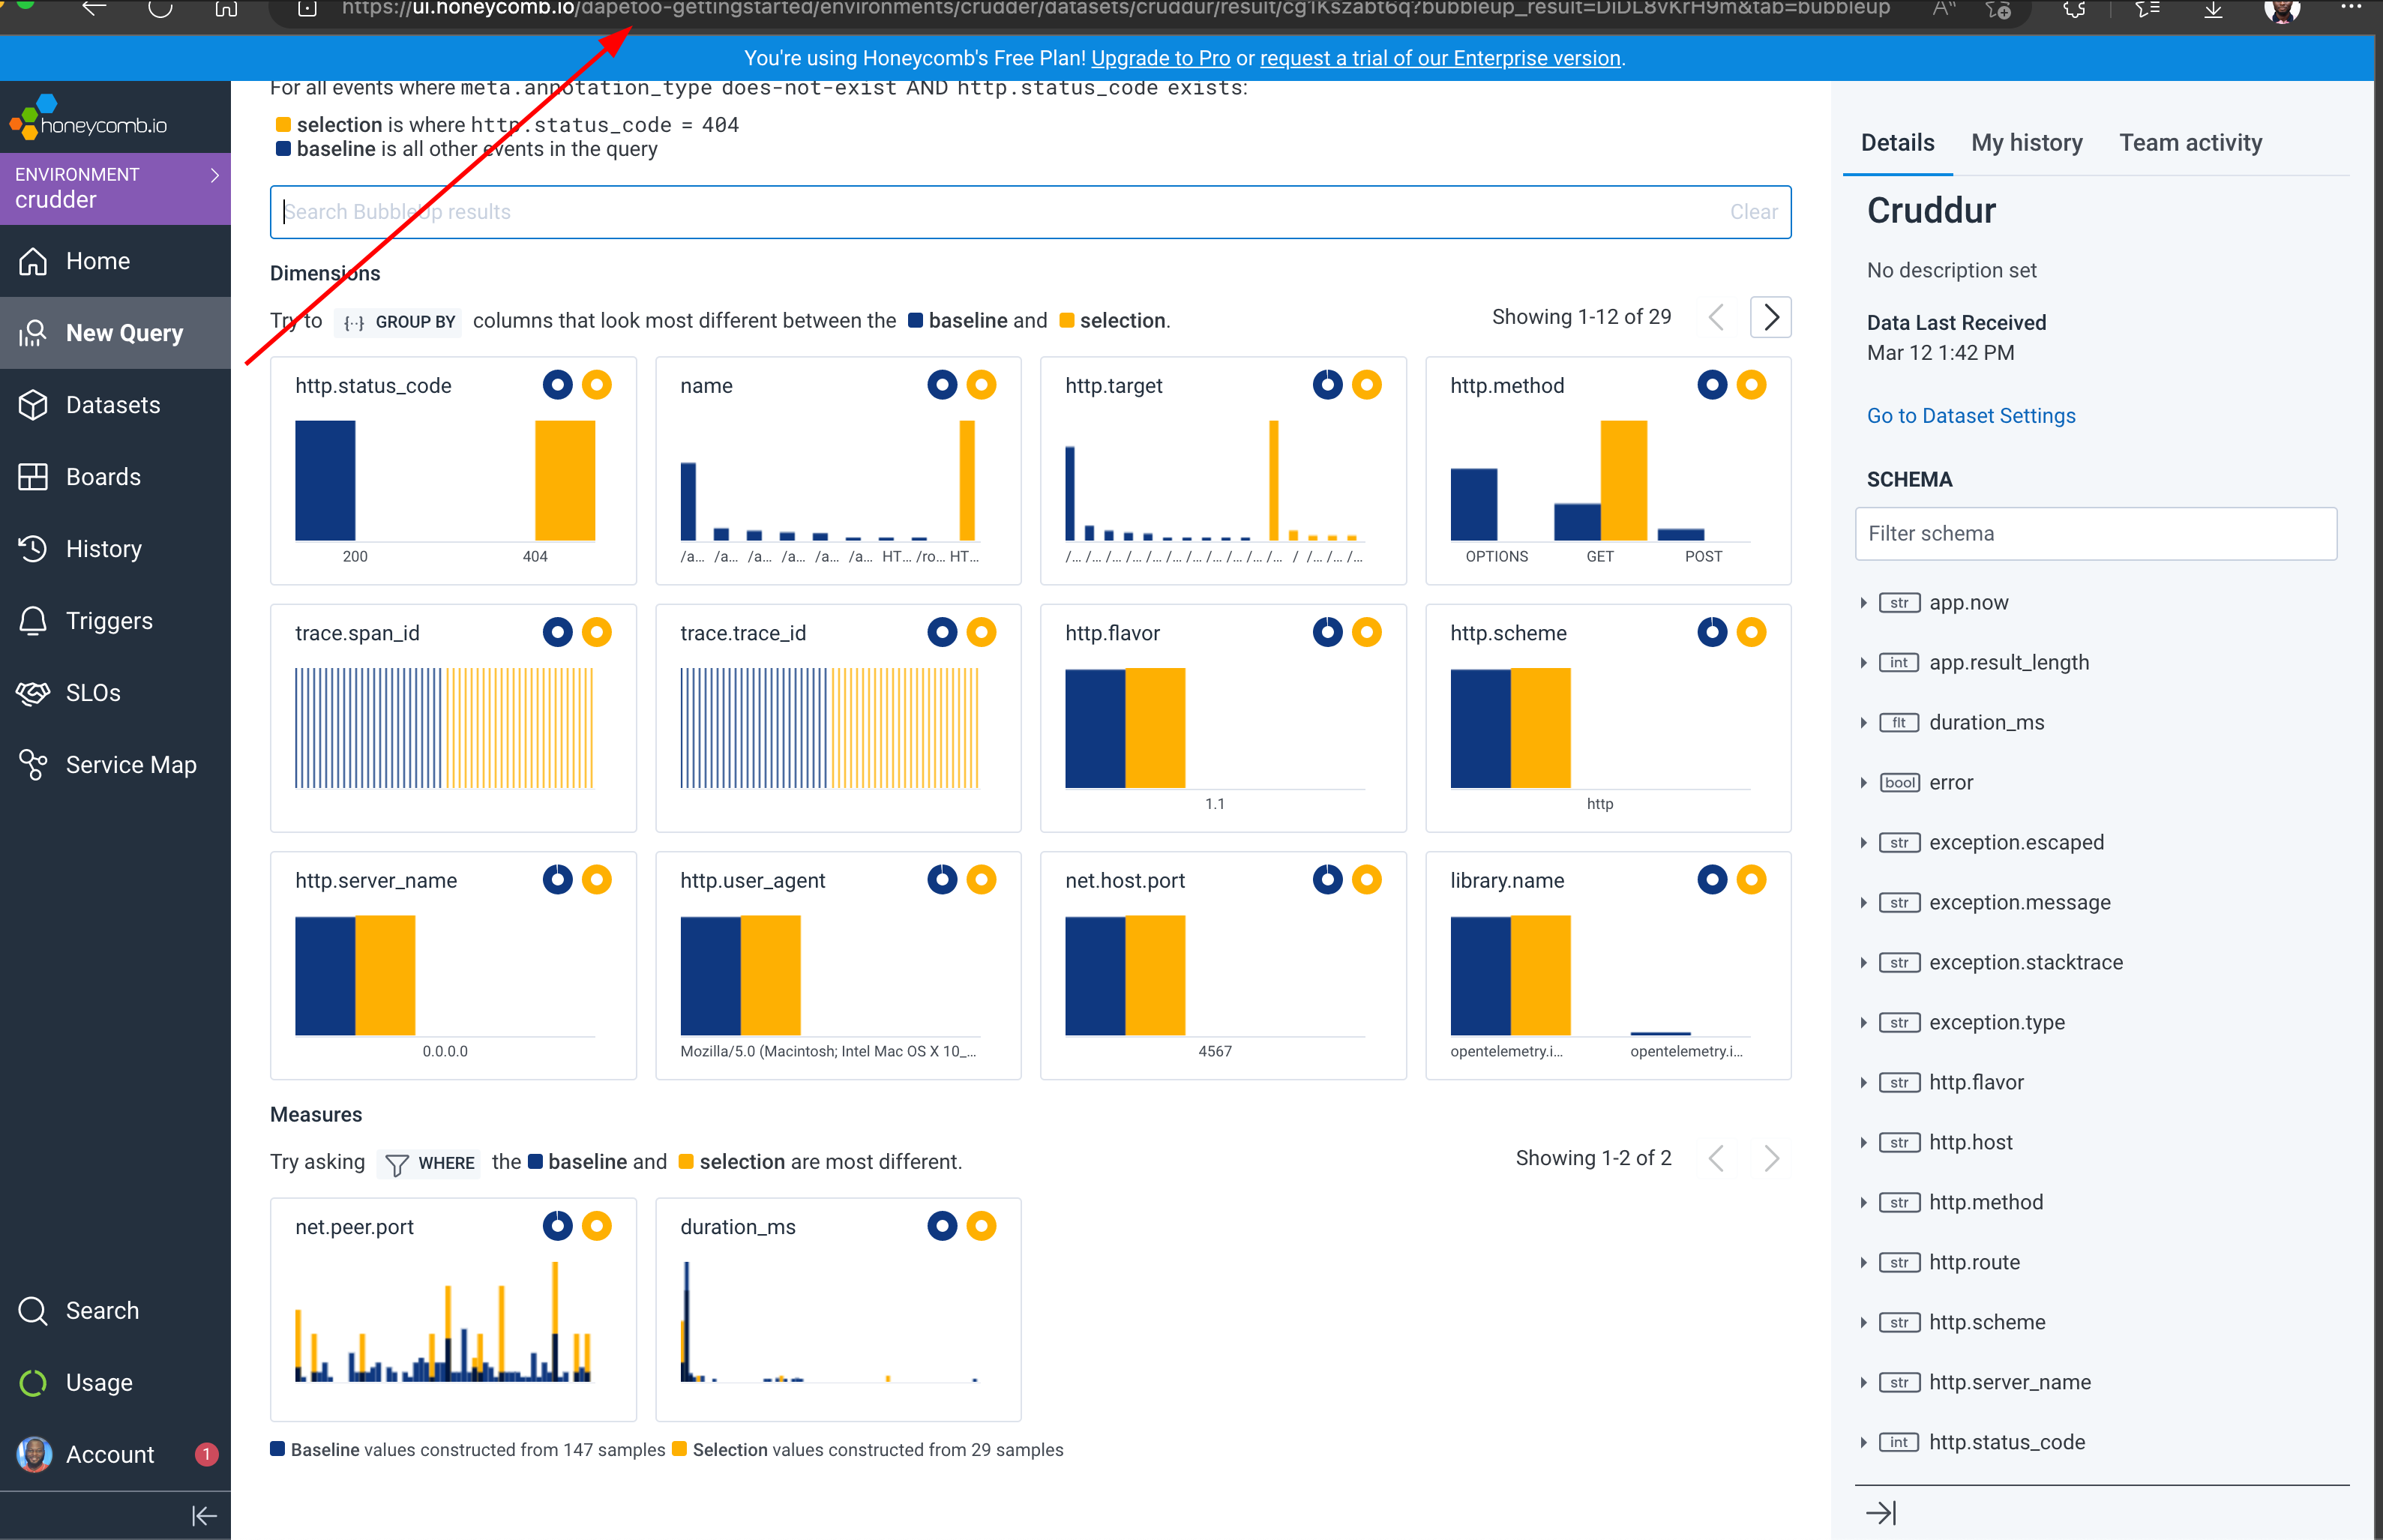 https://ui.honeycomb.io/dapetoo-gettingstarted/environments/crudder/datasets/cruddur/result/cg1Kszabt6q?bubbleup_result=DiDL8vKrH9m&tab=bubbleup
You're using Honeycomb's Free Plan! Upgrade to Pro or request a trial of our Enterprise version.
honeycomb.io
ENVIRONMENT
crudder
Home
New Query
Datasets
Boards
History
Triggers
SLOs
Service Map
Search
Usage
Account 1
For all events where meta.annotation_type does-not-exist AND http.status_code exists:
selection is where http.status_code = 404
baseline is all other events in the query
Search BubbleUp results Clear
Dimensions
Try to {··} GROUP BY columns that look most different between the baseline and selection.
Showing 1-12 of 29
http.status_code
200 404
name
/a... /a... /a... /a... /a... /a... HT... /ro... HT...
http.target
/... /... /... /... /... /... /... /... /... /... /... / /... /... /...
http.method
OPTIONS GET POST
trace.span_id
trace.trace_id
http.flavor
1.1
http.scheme
http
http.server_name
0.0.0.0
http.user_agent
Mozilla/5.0 (Macintosh; Intel Mac OS X 10_...
net.host.port
4567
library.name
opentelemetry.i... opentelemetry.i...
Measures
Try asking WHERE the baseline and selection are most different.
Showing 1-2 of 2
net.peer.port
duration_ms
Baseline values constructed from 147 samples Selection values constructed from 29 samples
Details My history Team activity
Cruddur
No description set
Data Last Received
Mar 12 1:42 PM
Go to Dataset Settings
SCHEMA
Filter schema
str app.now
int app.result_length
flt duration_ms
bool error
str exception.escaped
str exception.message
str exception.stacktrace
str exception.type
str http.flavor
str http.host
str http.method
str http.route
str http.scheme
str http.server_name
int http.status_code